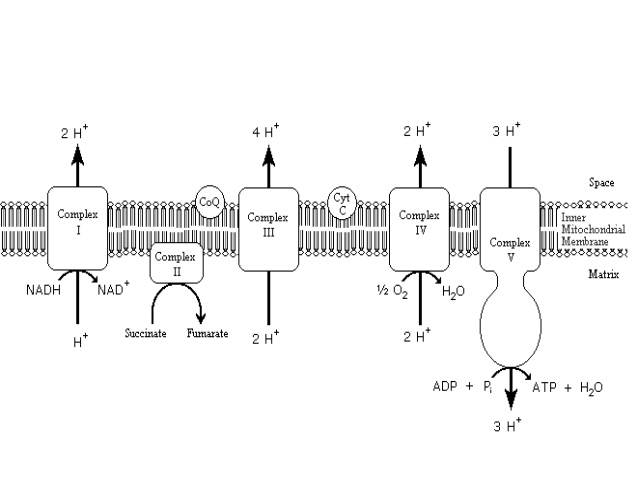 2 H+
4 H+
2 H+
3 H+
Space
CoQ
Cyt
C
Complex
I
Complex
III
Complex
IV
Complex
V
Inner
Mitochondrial
Membrane
Complex
II
Matrix
NADH
NAD+
½ O2
H2O
Succinate
Fumarate
H+
2 H+
2 H+
ADP + Pi
ATP + H2O
3 H+